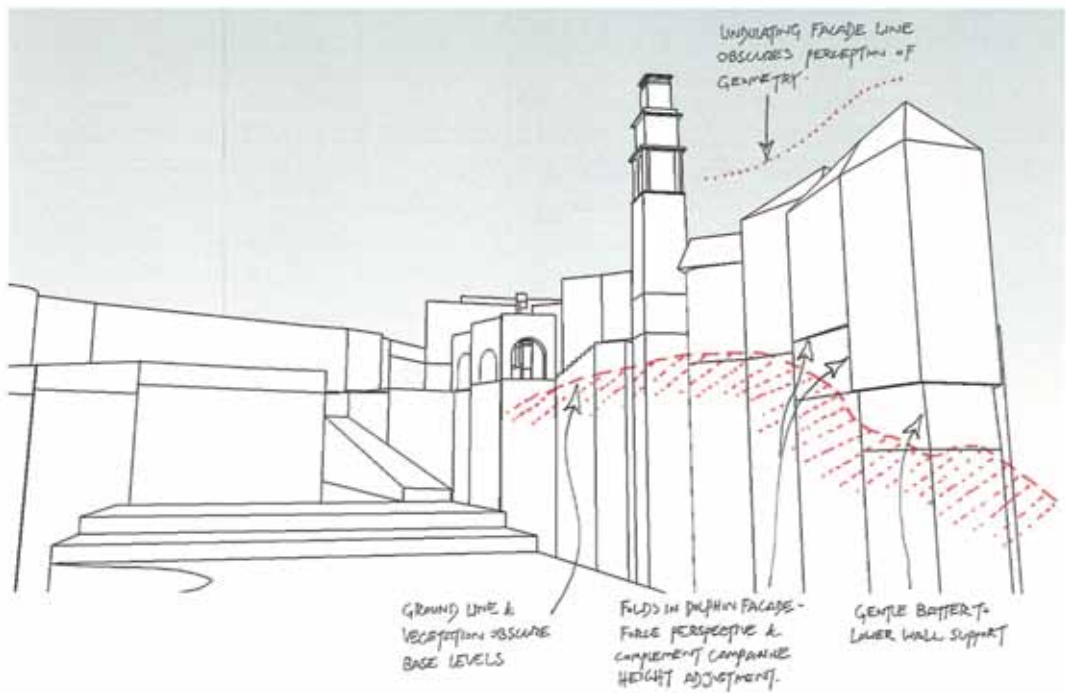 UNDULATING FACADE LINE
OBSCURES PERCEPTION OF
GEOMETRY.
GROUND LINE &
VEGETATION OBSCURE
BASE LEVELS
FOLDS IN DOLPHIN FACADE -
FORCE PERSPECTIVE &
COMPLEMENT CAMPANILE
HEIGHT ADJUSTMENT.
GENTLE BATTER TO
LOWER WALL SUPPORT